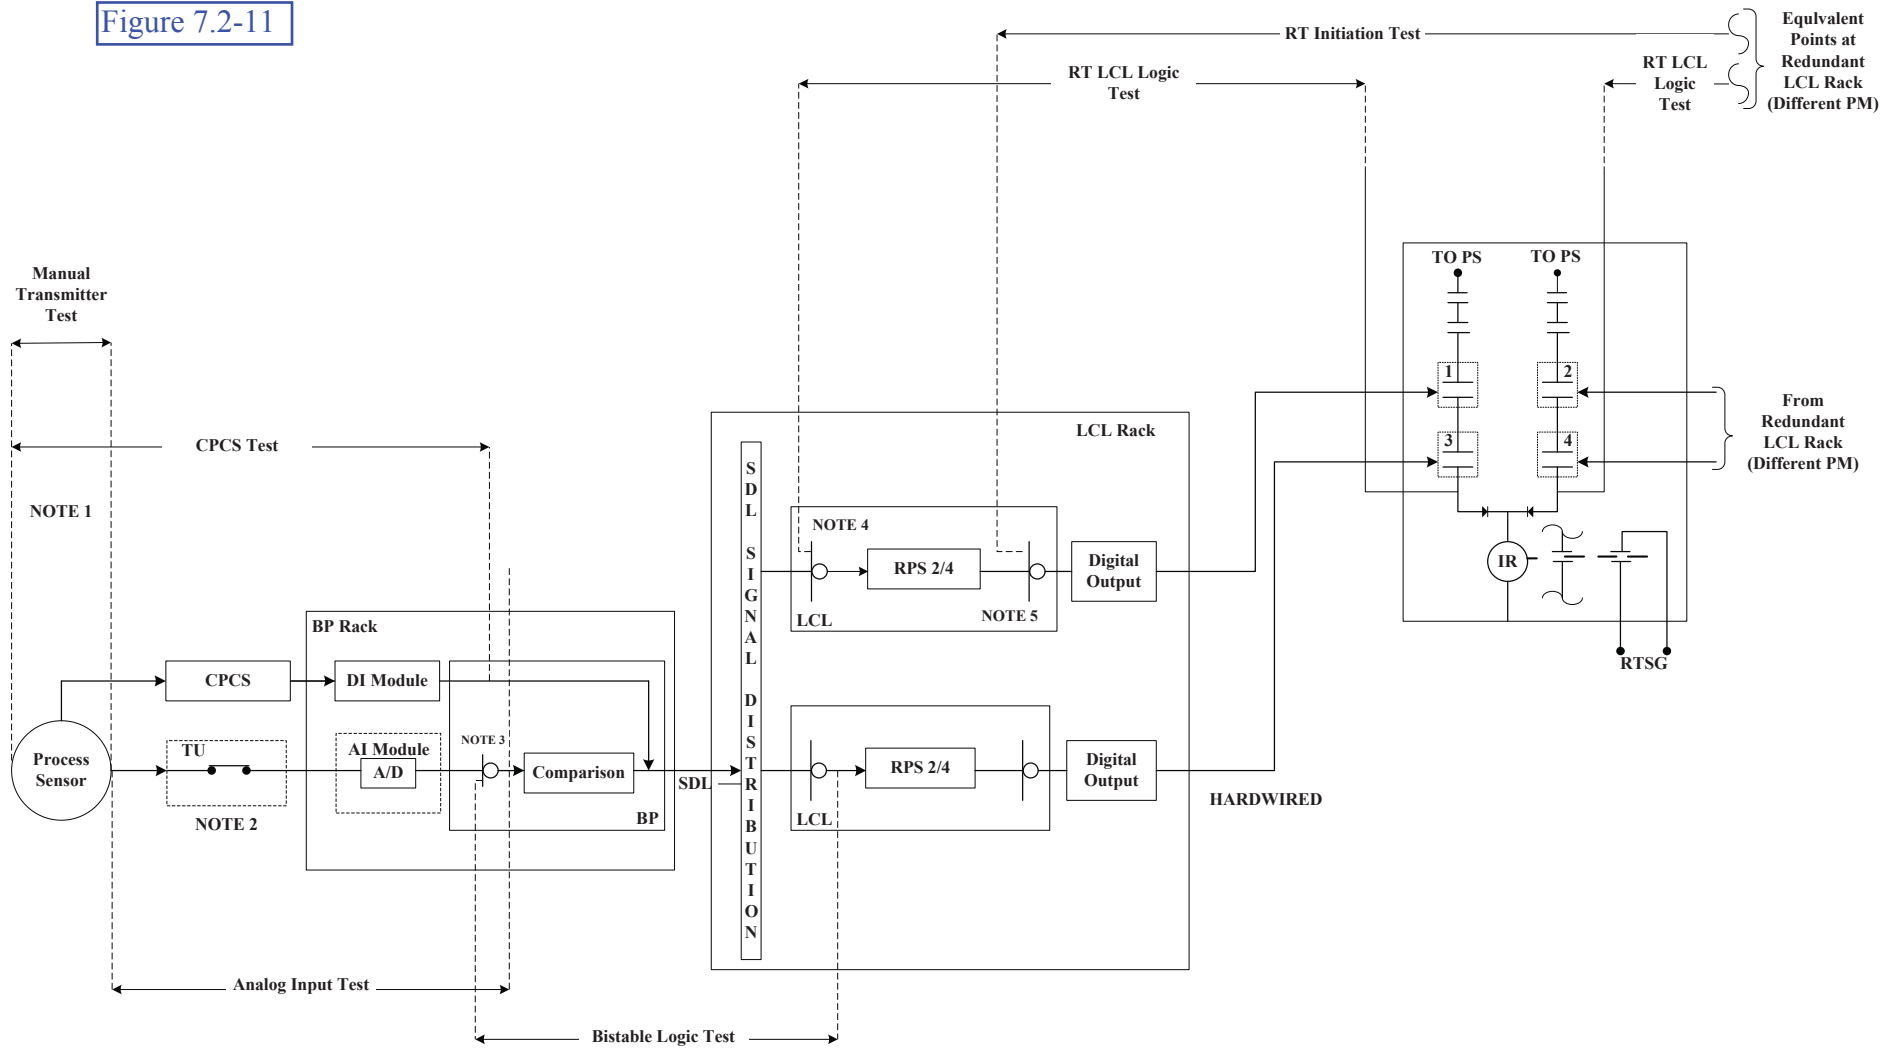 Figure 7.2-11
RT Initiation Test
Equlvalent
Points at
Redundant
LCL Rack
(Different PM)
RT LCL Logic
Test
RT LCL
Logic
Test
Manual
Transmitter
Test
TO PS
TO PS
1
2
3
4
From
Redundant
LCL Rack
(Different PM)
CPCS Test
NOTE 1
LCL Rack
SDL SIGNAL DISTRIBUTION
NOTE 4
RPS 2/4
NOTE 5
LCL
Digital
Output
IR
RTSG
BP Rack
CPCS
DI Module
Process
Sensor
TU
NOTE 2
AI Module
A/D
NOTE 3
Comparison
BP
SDL
RPS 2/4
LCL
Digital
Output
HARDWIRED
Analog Input Test
Bistable Logic Test